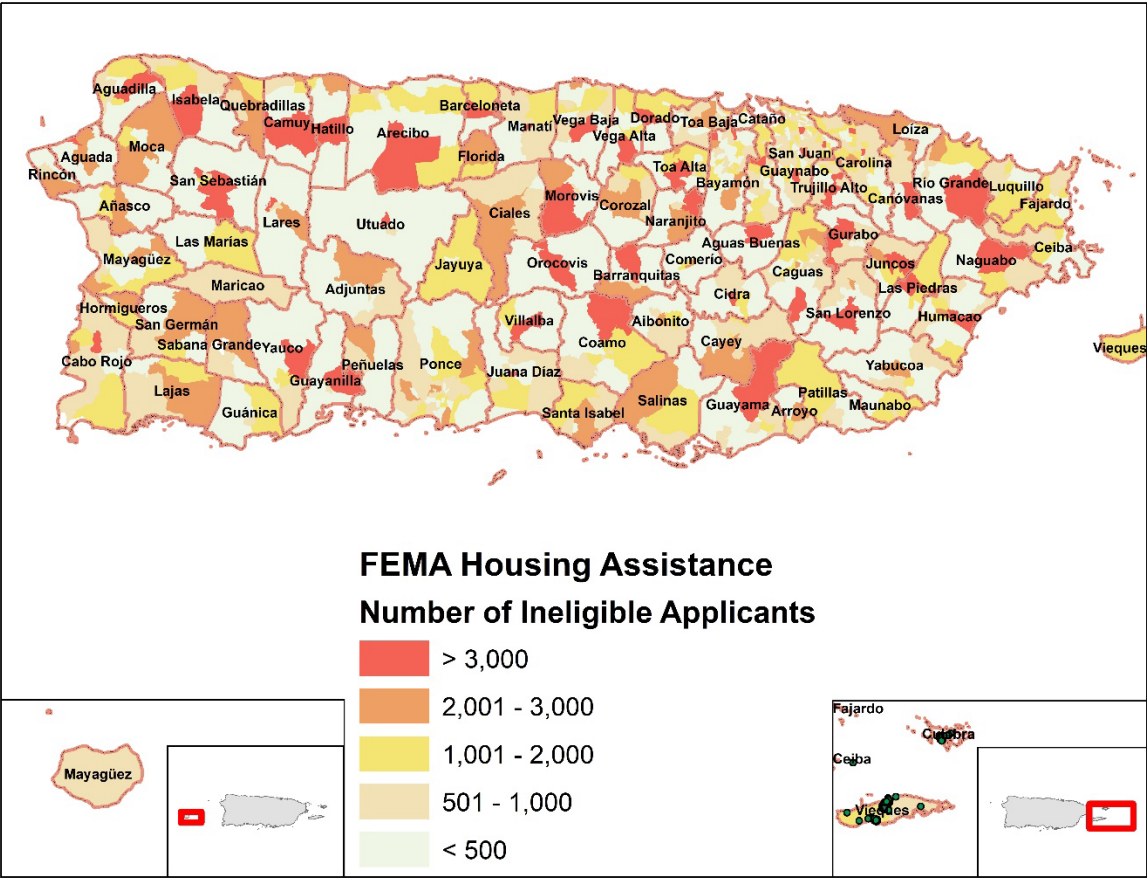 Aguadilla
Isabela
Quebradillas
Camuy
Hatillo
Arecibo
Barceloneta
Manatí
Vega Baja
Vega Alta
Dorado
Toa Baja
Cataño
Loíza
Moca
Aguada
Rincón
San Sebastián
Florida
Toa Alta
Bayamón
San Juan
Guaynabo
Trujillo Alto
Carolina
Canóvanas
Río Grande
Luquillo
Fajardo
Añasco
Lares
Utuado
Ciales
Morovis
Corozal
Naranjito
Las Marías
Mayagüez
Maricao
Adjuntas
Jayuya
Orocovis
Barranquitas
Comerío
Aguas Buenas
Caguas
Gurabo
Juncos
Las Piedras
Naguabo
Ceiba
Hormigueros
San Germán
Sabana Grande
Yauco
Cabo Rojo
Lajas
Guánica
Guayanilla
Peñuelas
Ponce
Juana Díaz
Villalba
Coamo
Aibonito
Cidra
Cayey
San Lorenzo
Humacao
Yabucoa
Vieques
Santa Isabel
Salinas
Guayama
Arroyo
Patillas
Maunabo
FEMA Housing Assistance
Number of Ineligible Applicants
> 3,000
2,001 - 3,000
1,001 - 2,000
501 - 1,000
< 500
Mayagüez
Fajardo
Culebra
Ceiba
Vieques